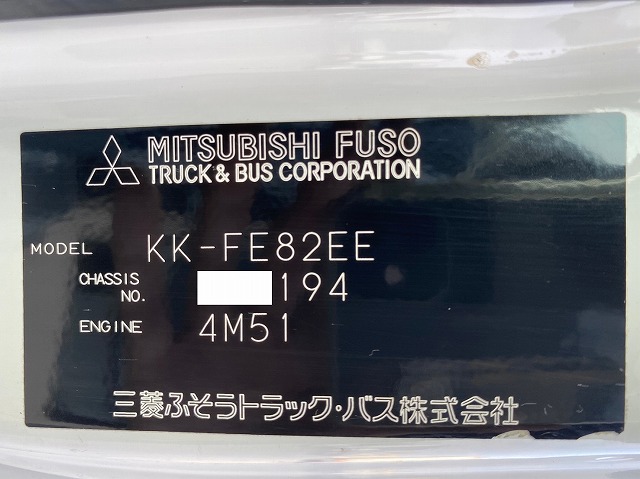 MITSUBISHI FUSO
TRUCK & BUS CORPORATION
MODEL KK-FE82EE
CHASSIS NO. 194
ENGINE 4M51
三菱ふそうトラック・バス株式会社